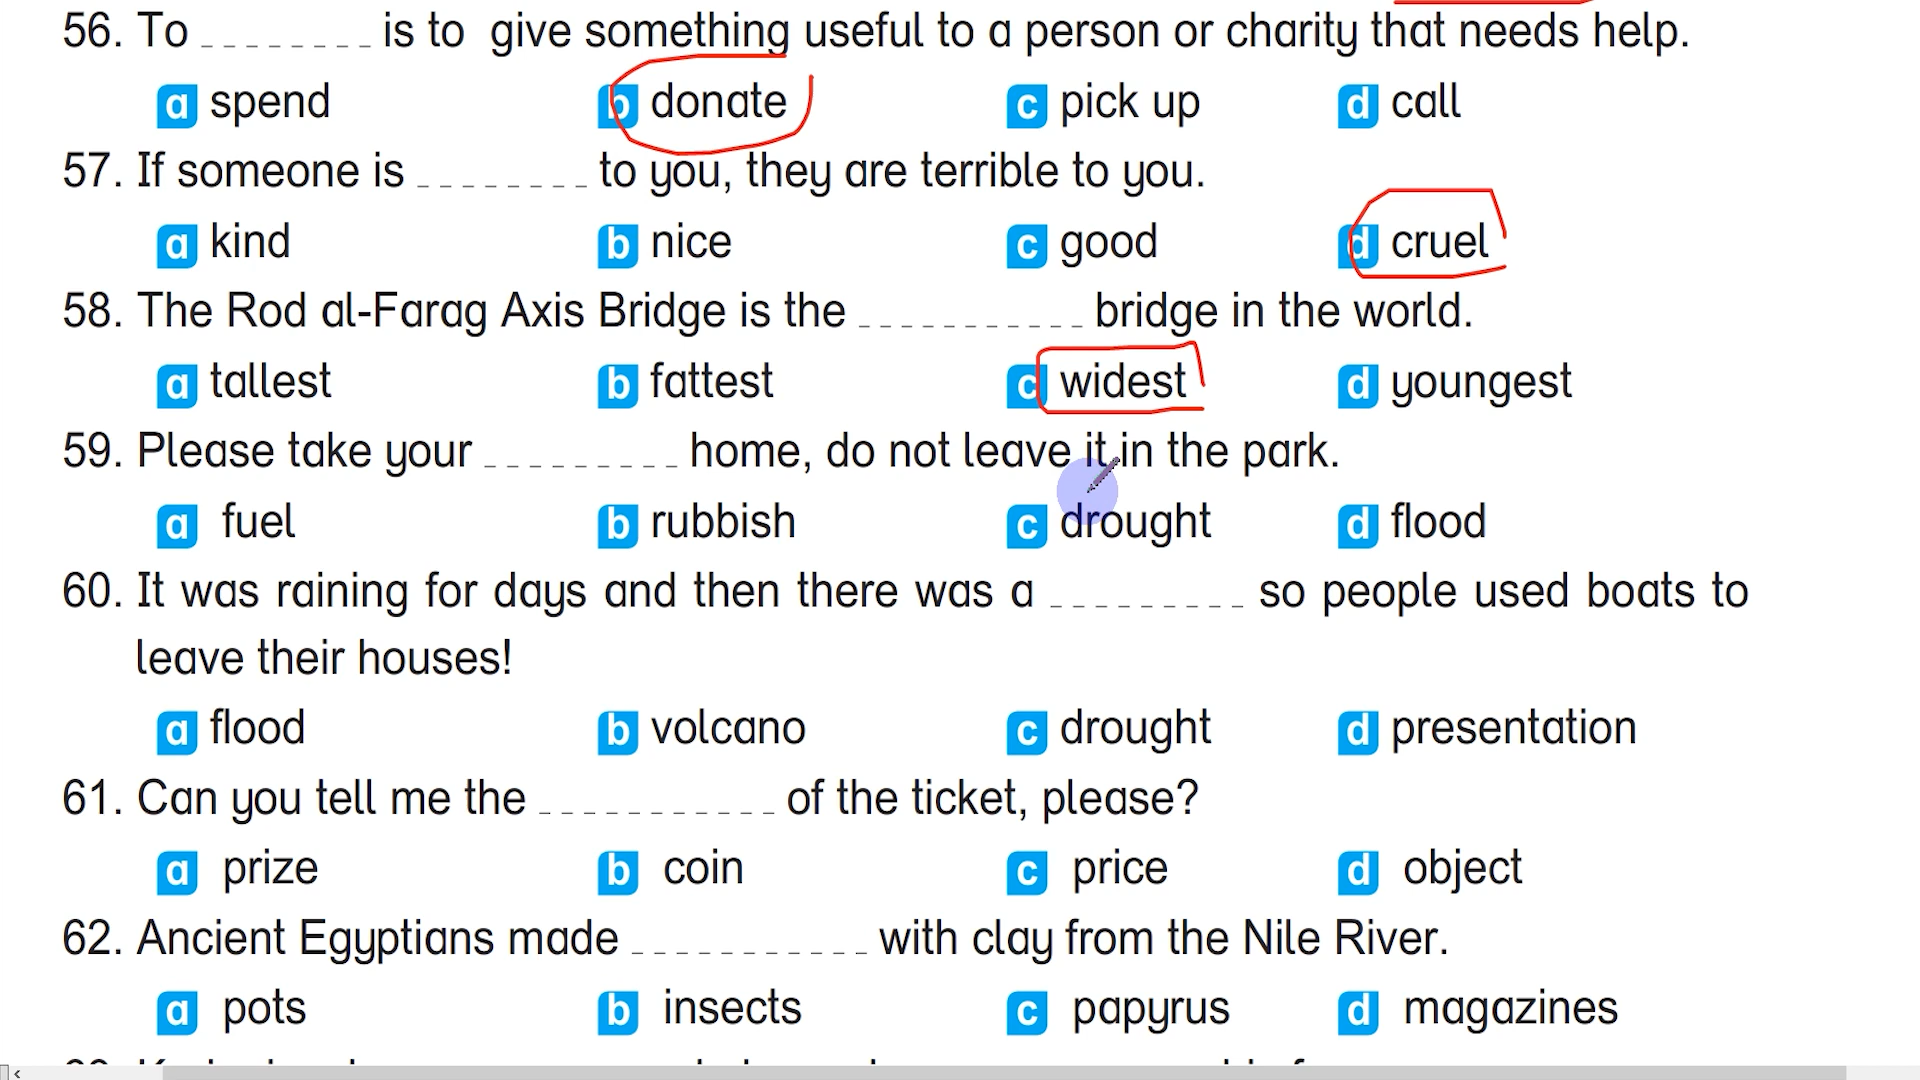 56. To ________ is to give something useful to a person or charity that needs help.
a spend b donate c pick up d call
57. If someone is ________ to you, they are terrible to you.
a kind b nice c good d cruel
58. The Rod al-Farag Axis Bridge is the ___________ bridge in the world.
a tallest b fattest c widest d youngest
59. Please take your _________ home, do not leave it in the park.
a fuel b rubbish c drought d flood
60. It was raining for days and then there was a _________ so people used boats to
leave their houses!
a flood b volcano c drought d presentation
61. Can you tell me the ___________ of the ticket, please?
a prize b coin c price d object
62. Ancient Egyptians made ___________ with clay from the Nile River.
a pots b insects c papyrus d magazines